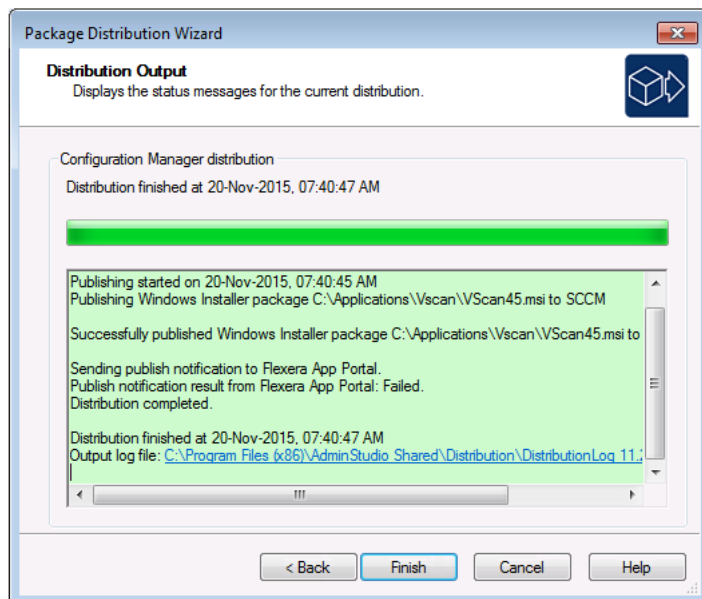 Package Distribution Wizard
Distribution Output
Displays the status messages for the current distribution.
Configuration Manager distribution
Distribution finished at 20-Nov-2015, 07:40:47 AM
Publishing started on 20-Nov-2015, 07:40:45 AM
Publishing Windows Installer package C:\Applications\Vscan\VScan45.msi to SCCM
Successfully published Windows Installer package C:\Applications\Vscan\VScan45.msi to
Sending publish notification to Flexera App Portal.
Publish notification result from Flexera App Portal: Failed.
Distribution completed.
Distribution finished at 20-Nov-2015, 07:40:47 AM
Output log file: C:\Program Files (x86)\AdminStudio Shared\Distribution\DistributionLog 11.2
< Back Finish Cancel Help